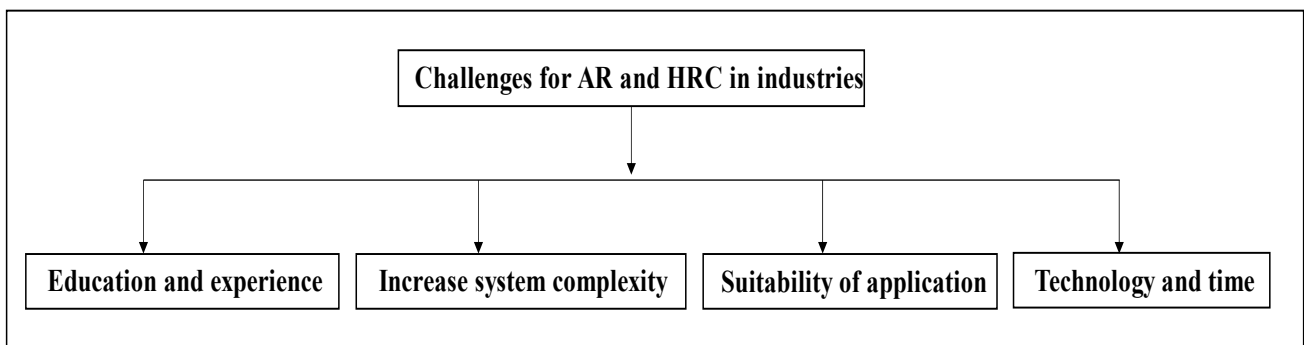 Challenges for AR and HRC in industries
Education and experience
Increase system complexity
Suitability of application
Technology and time